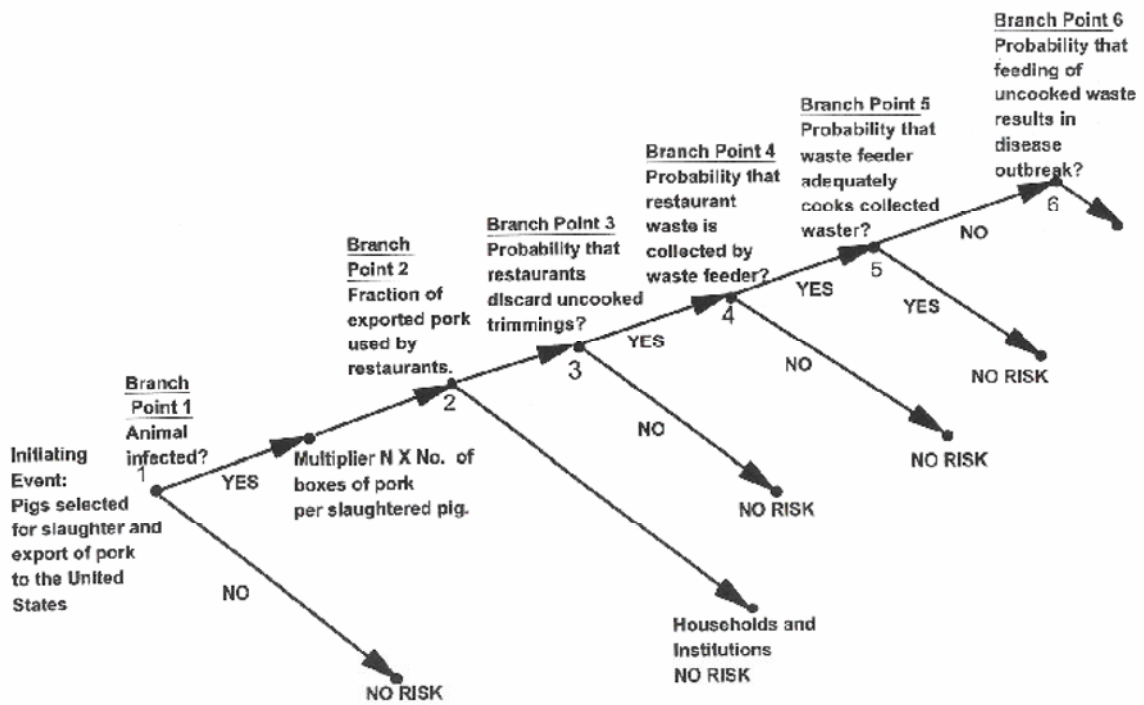 Branch Point 6
Probability that
feeding of
uncooked waste
results in
disease
outbreak?
6
Branch Point 5
Probability that
waste feeder
adequately
cooks collected
waster?
5
NO
YES
NO RISK
Branch Point 4
Probability that
restaurant
waste is
collected by
waste feeder?
4
YES
NO
NO RISK
Branch Point 3
Probability that
restaurants
discard uncooked
trimmings?
3
YES
NO
NO RISK
Branch
Point 2
Fraction of
exported pork
used by
restaurants.
2
Households and
Institutions
NO RISK
Branch
Point 1
Animal
infected?
1
YES
NO
NO RISK
Multiplier N X No. of
boxes of pork
per slaughtered pig.
Initiating
Event:
Pigs selected
for slaughter and
export of pork
to the United
States